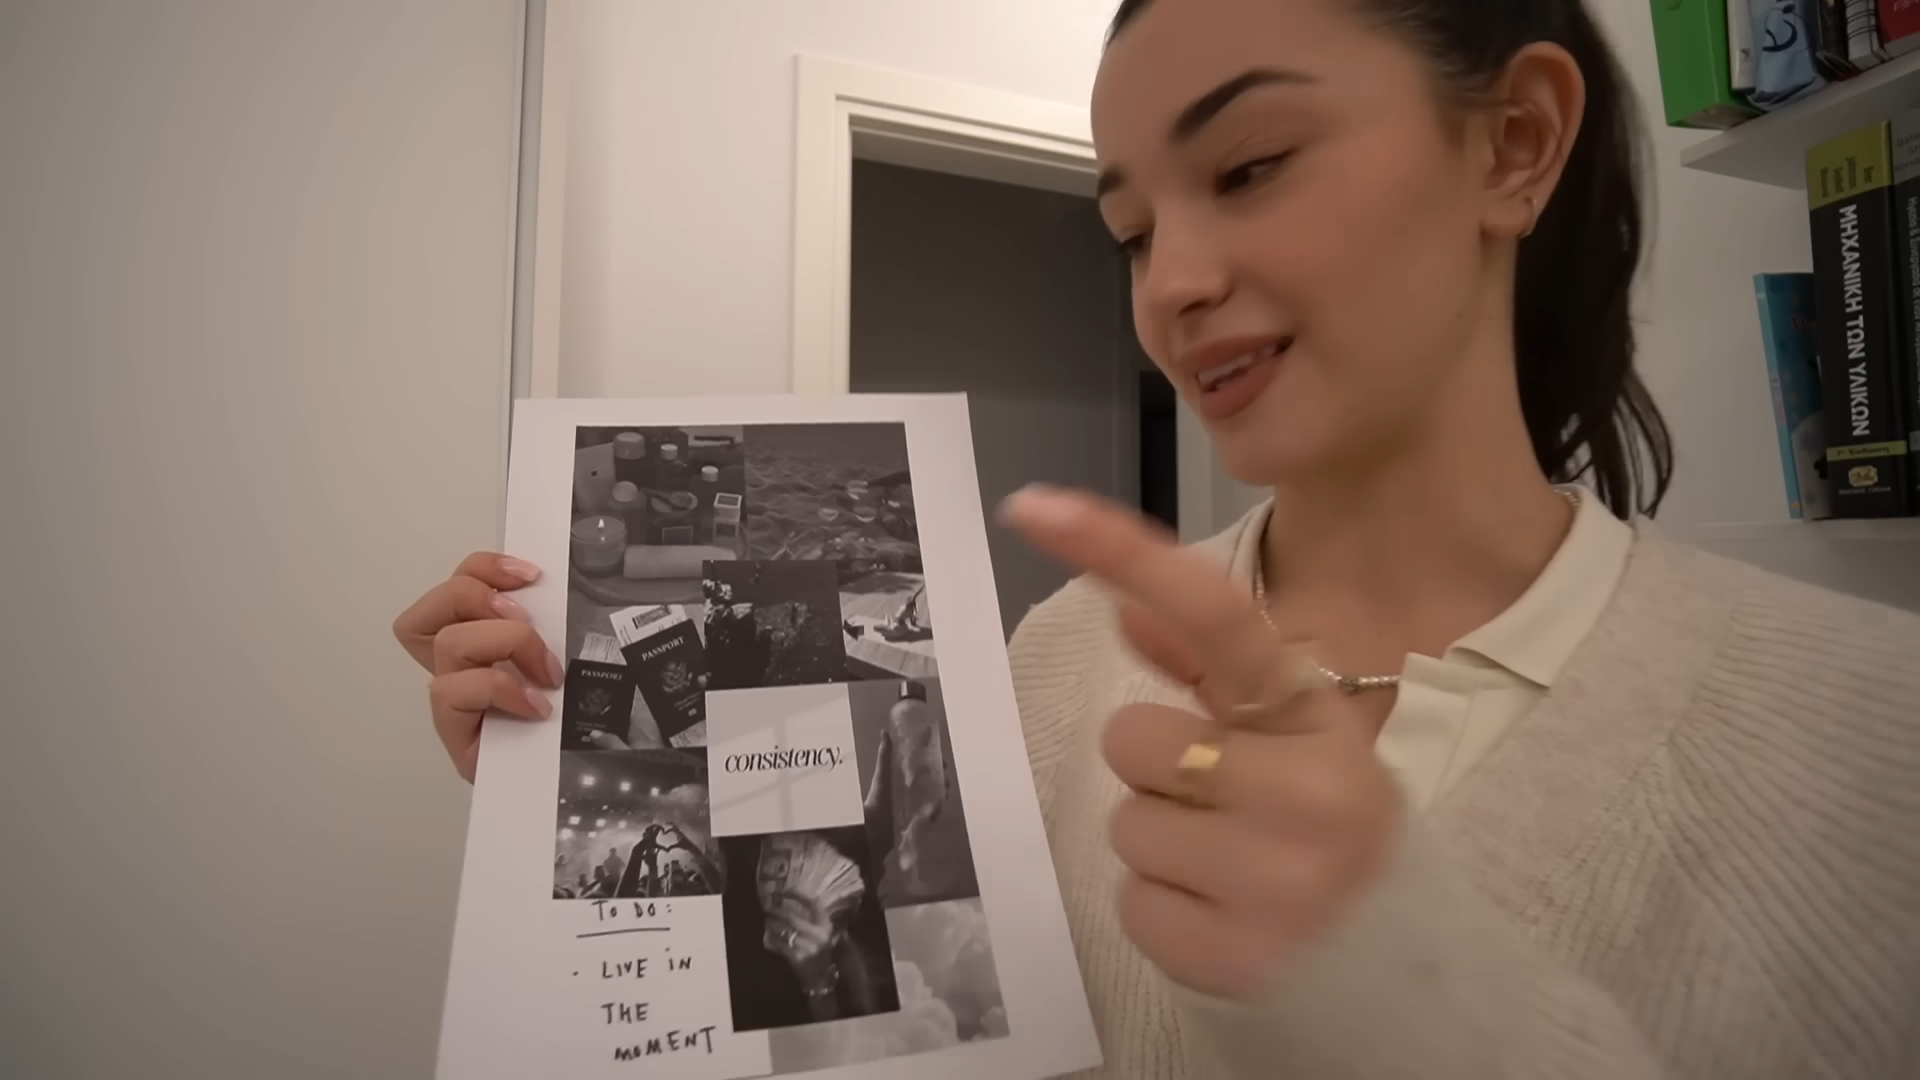 PASSPORT
PASSPORT
consistency.
TO DO:
· LIVE IN
THE
MOMENT
ΜΗΧΑΝΙΚΗ ΤΩΝ ΥΛΙΚΩΝ